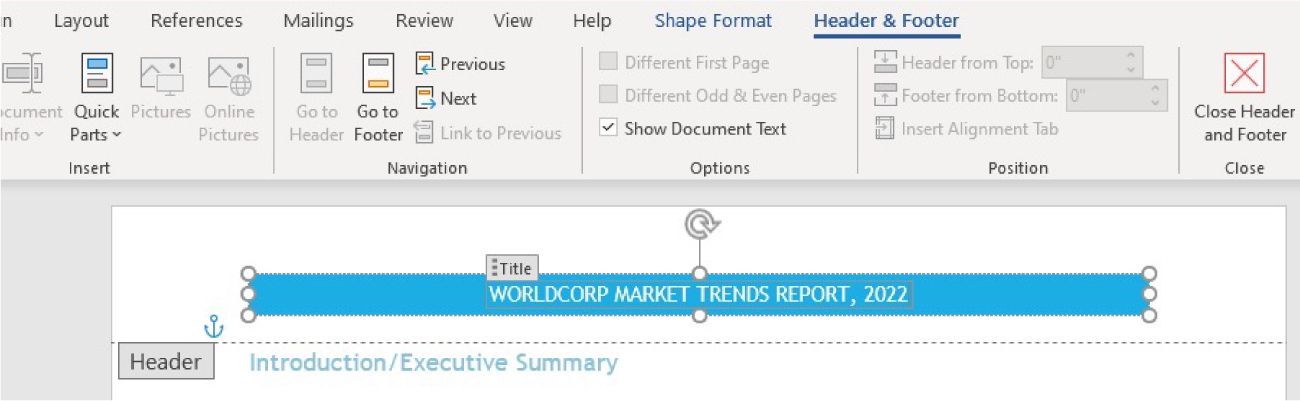 n Layout References Mailings Review View Help Shape Format Header & Footer
ocument Info Quick Parts Pictures Online Pictures
Insert
Go to Header Go to Footer Previous
Next
Link to Previous
Navigation
Different First Page
Different Odd & Even Pages
Show Document Text
Options
Header from Top: 0"
Footer from Bottom: 0"
Insert Alignment Tab
Position
Close Header and Footer
Close
Title
WORLDCORP MARKET TRENDS REPORT, 2022
Header
Introduction/Executive Summary